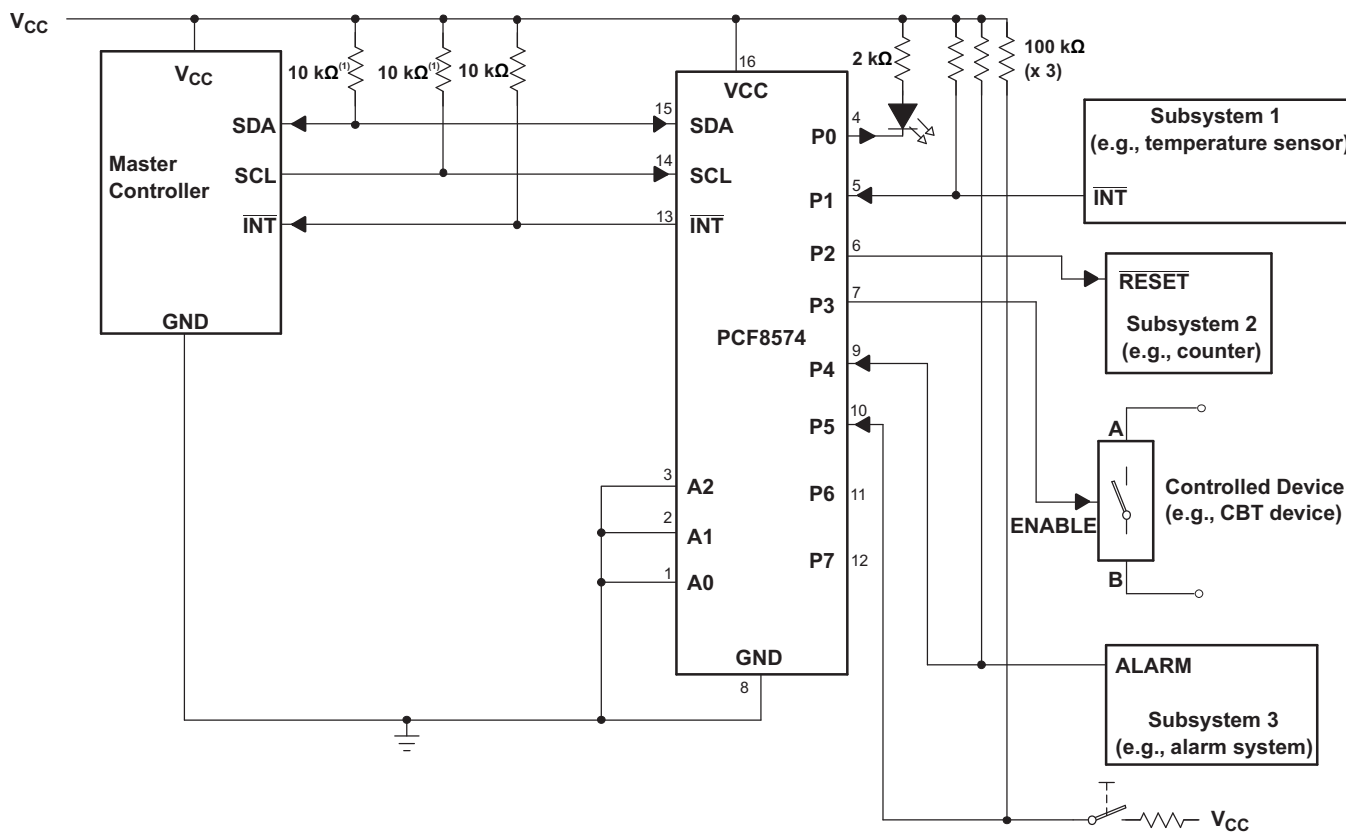 V_CC
V_CC
SDA
SCL
INT
Master
Controller
GND
10 kΩ(1)
10 kΩ(1)
10 kΩ
16
VCC
15
SDA
14
SCL
13
INT
PCF8574
3
A2
2
A1
1
A0
GND
8
P0
4
P1
5
P2
6
P3
7
P4
9
P5
10
P6
11
P7
12
2 kΩ
100 kΩ
(x 3)
Subsystem 1
(e.g., temperature sensor)
INT
RESET
Subsystem 2
(e.g., counter)
A
Controlled Device
(e.g., CBT device)
ENABLE
B
ALARM
Subsystem 3
(e.g., alarm system)
V_CC